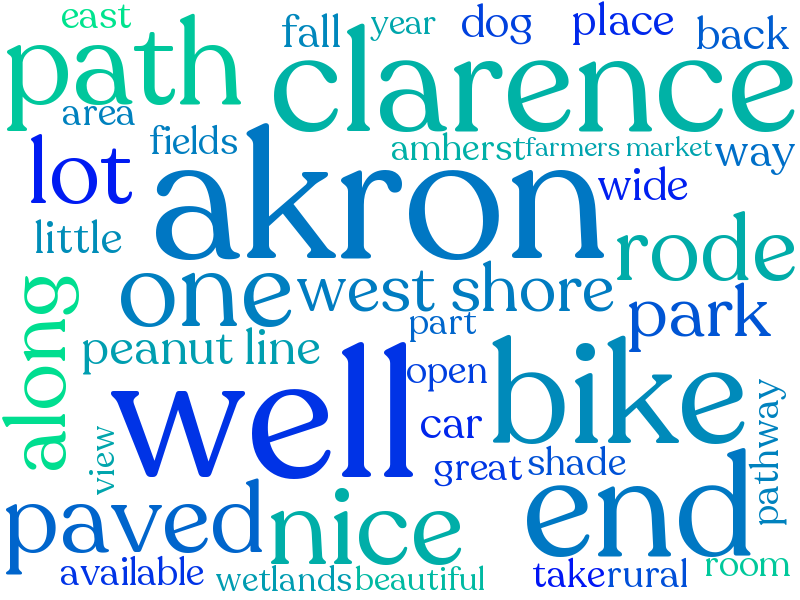 east
fall
year
dog
place
back
path
clarence
area
fields
amherst
farmers market
way
lot
akron
wide
little
rode
one
west shore
park
along
part
peanut line
open
bike
well
car
view
great
shade
pathway
paved
nice
end
available
wetlands
beautiful
take
rural
room